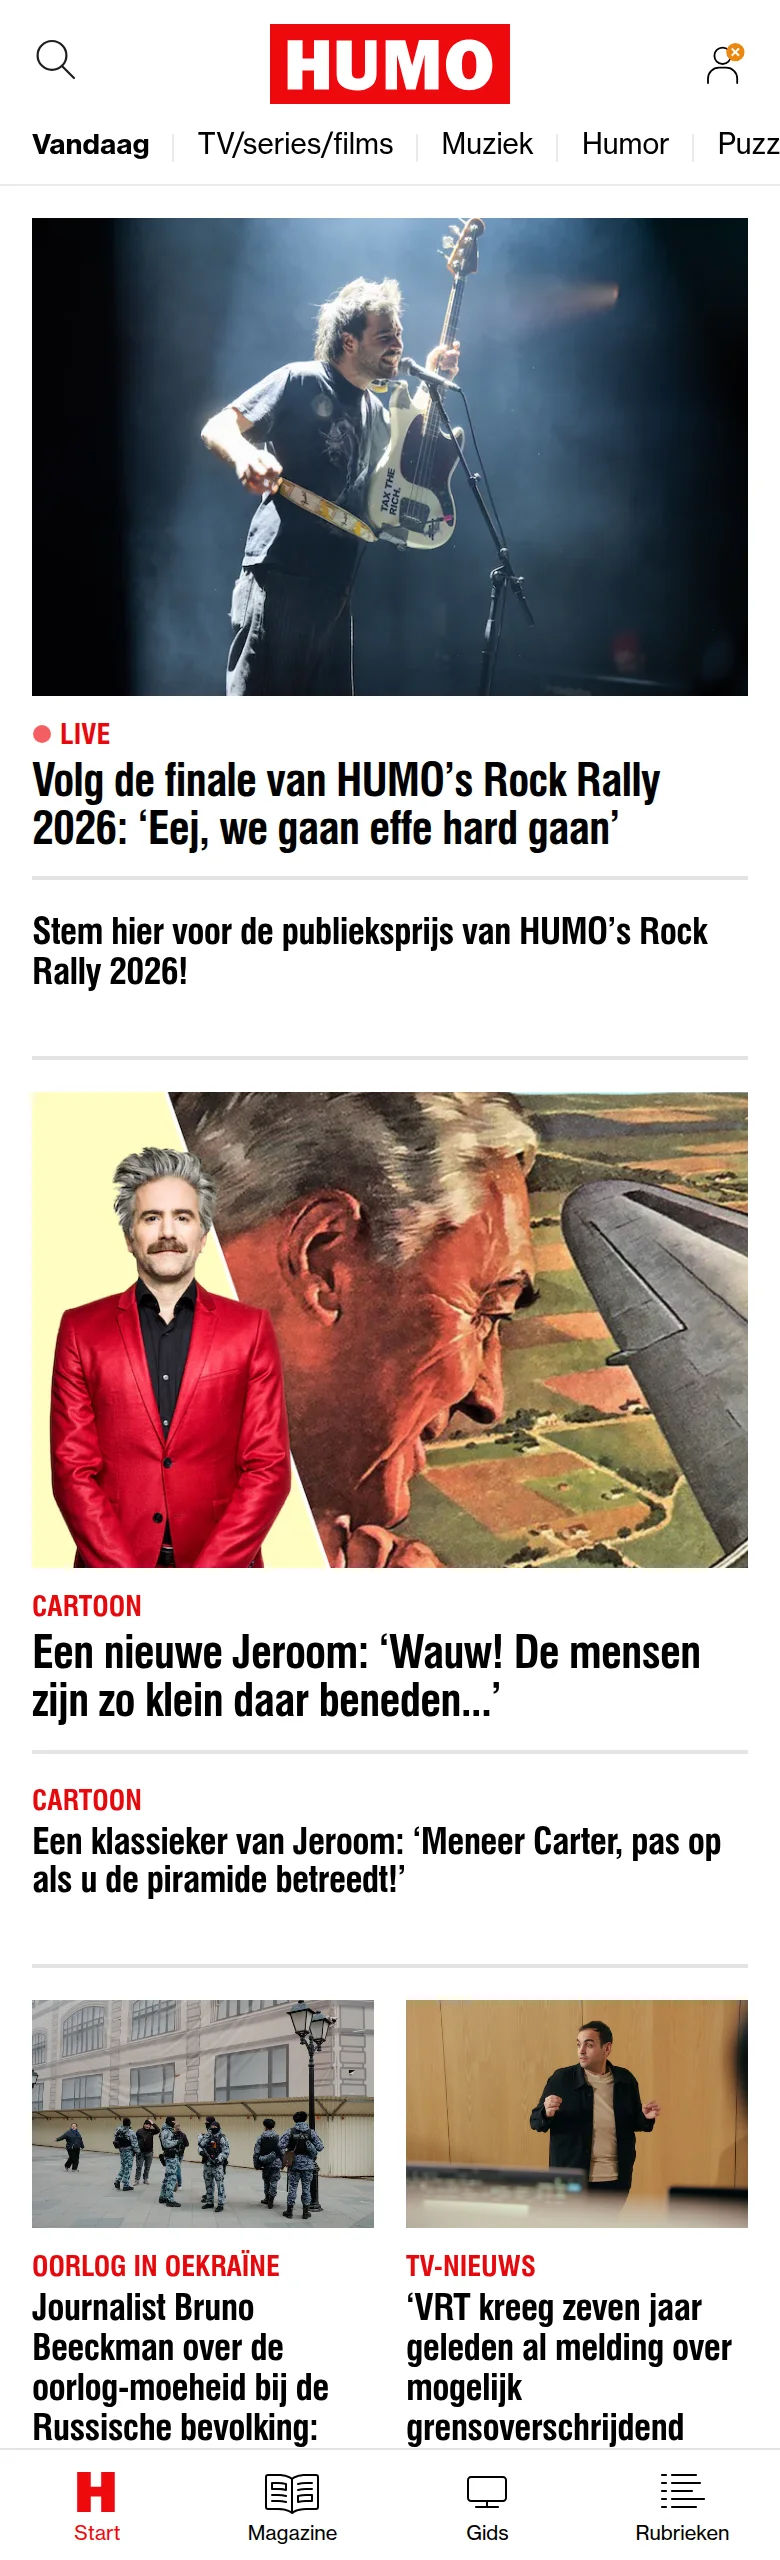 HUMO
Vandaag
TV/series/films
Muziek
Humor
Puzz
TAX THE
RICH.
LIVE
Volg de finale van HUMO’s Rock Rally
2026: ‘Eej, we gaan effe hard gaan’
Stem hier voor de publieksprijs van HUMO’s Rock
Rally 2026!
CARTOON
Een nieuwe Jeroom: ‘Wauw! De mensen
zijn zo klein daar beneden...’
CARTOON
Een klassieker van Jeroom: ‘Meneer Carter, pas op
als u de piramide betreedt!’
OORLOG IN OEKRAÏNE
Journalist Bruno
Beeckman over de
oorlog-moeheid bij de
Russische bevolking:
TV-NIEUWS
‘VRT kreeg zeven jaar
geleden al melding over
mogelijk
grensoverschrijdend
H
Start
Magazine
Gids
Rubrieken